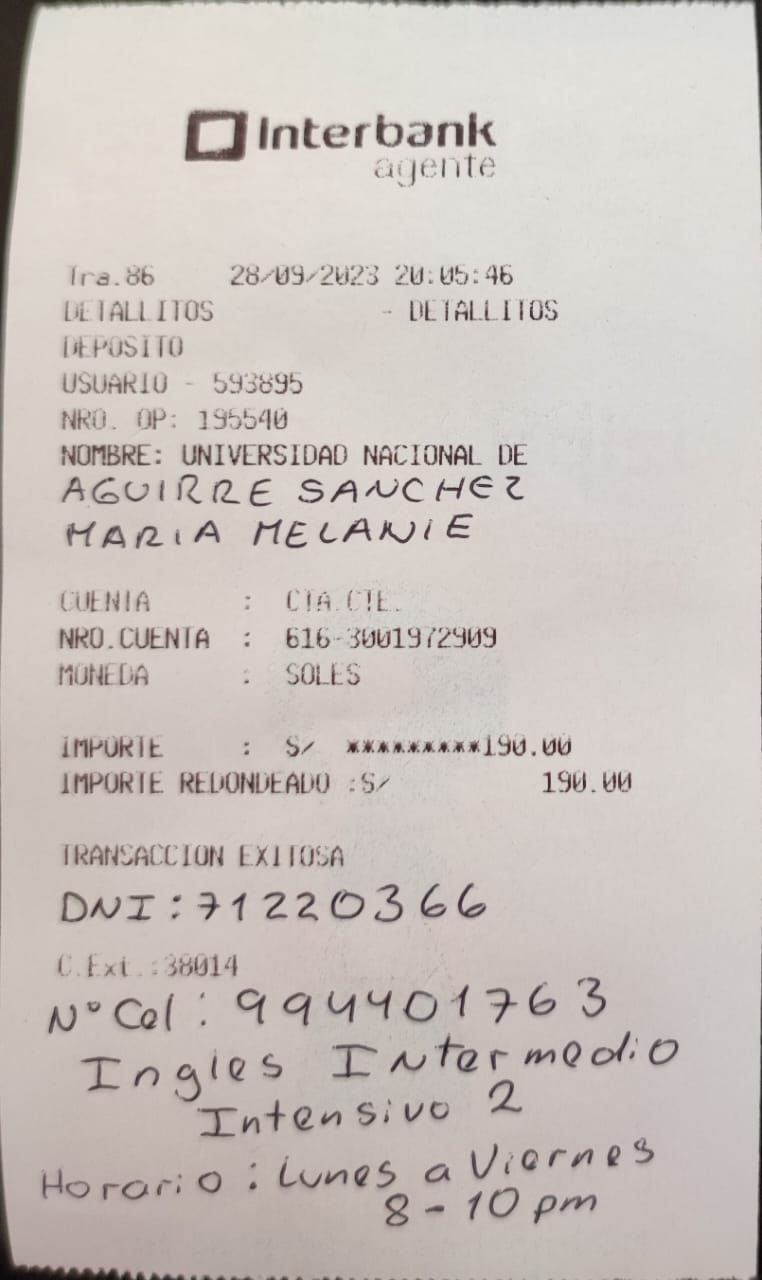 Interbank
agente
Tra.86 28/09/2023 20:05:46
DETALLITOS - DETALLITOS
DEPOSITO
USUARIO - 593895
NRO. OP: 195540
NOMBRE: UNIVERSIDAD NACIONAL DE
AGUIRRE SANCHEZ
MARIA MELANIE
CUENTA : CTA.CTE.
NRO.CUENTA : 616-3001972909
MONEDA : SOLES
IMPORTE : S/ *********190.00
IMPORTE REDONDEADO :S/ 190.00
TRANSACCION EXITOSA
DNI: 71220366
C.Ext.:38014
N° Cel: 994401763
Ingles Intermedio
Intensivo 2
Horario: Lunes a Viernes
8-10 pm